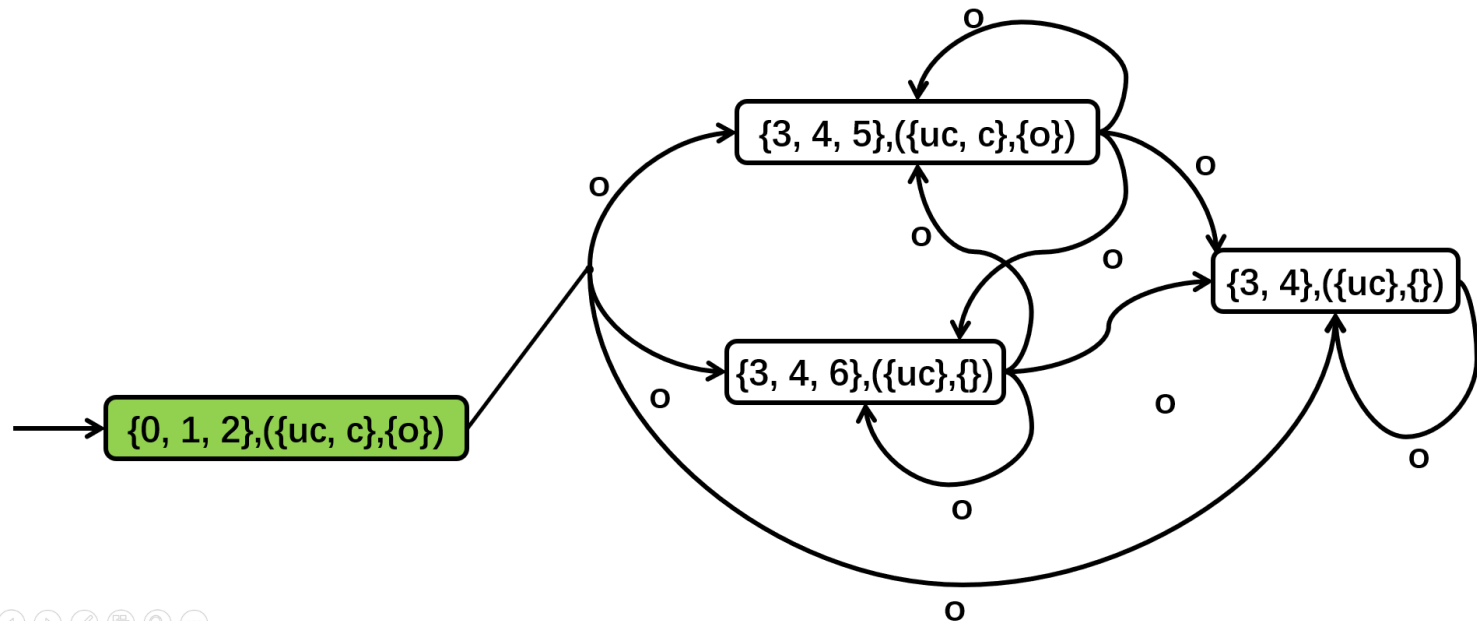 o
{3, 4, 5},({uc, c},{o})
o
o
o
o
{3, 4},({uc},{})
{3, 4, 6},({uc},{})
o
o
{0, 1, 2},({uc, c},{o})
o
o
o